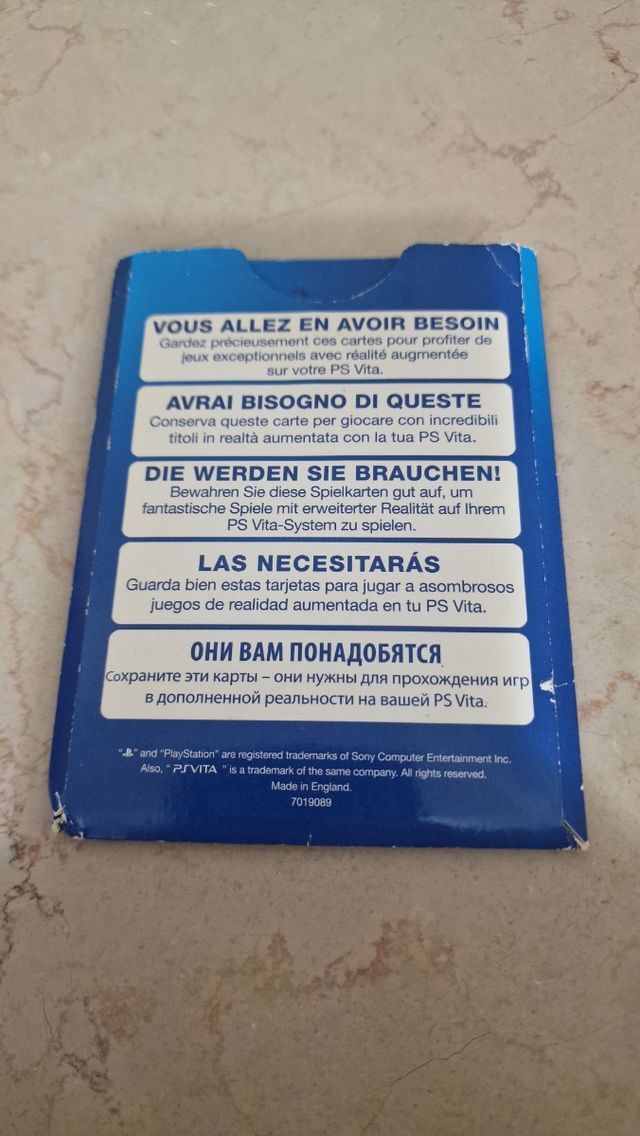 VOUS ALLEZ EN AVOIR BESOIN
Gardez précieusement ces cartes pour profiter de
jeux exceptionnels avec réalité augmentée
sur votre PS Vita.
AVRAI BISOGNO DI QUESTE
Conserva queste carte per giocare con incredibili
titoli in realtà aumentata con la tua PS Vita.
DIE WERDEN SIE BRAUCHEN!
Bewahren Sie diese Spielkarten gut auf, um
fantastische Spiele mit erweiterter Realität auf Ihrem
PS Vita-System zu spielen.
LAS NECESITARÁS
Guarda bien estas tarjetas para jugar a asombrosos
juegos de realidad aumentada en tu PS Vita.
ОНИ ВАМ ПОНАДОБЯТСЯ
Сохраните эти карты – они нужны для прохождения игр
в дополненной реальности на вашей PS Vita.
" " and "PlayStation" are registered trademarks of Sony Computer Entertainment Inc.
Also, "PSVITA" is a trademark of the same company. All rights reserved.
Made in England.
7019089